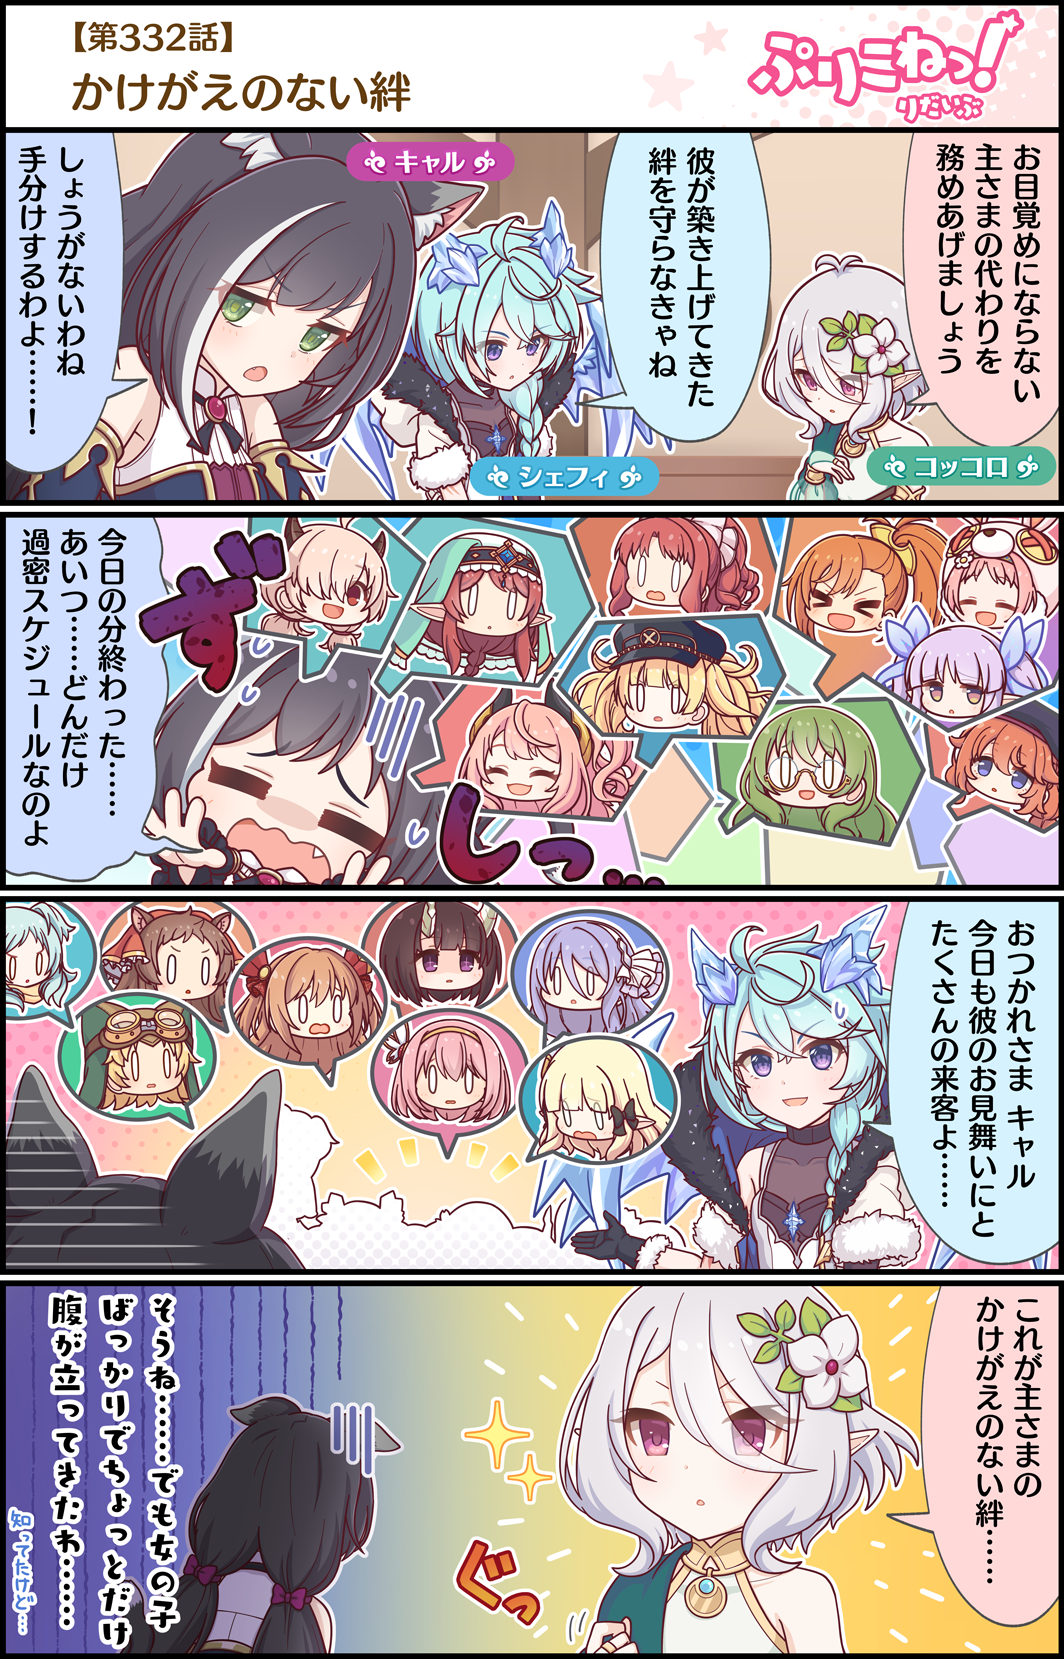 【第332話】
かけがえのない絆
ぷりこねっ!
りだいぶ
お目覚めにならない
主さまの代わりを
務めあげましょう
コッコロ
彼が築き上げてきた
絆を守らなきゃね
シェフィ
キャル
しょうがないわね
手分けするわよ……！
ズ
しっ…
今日の分終わった……
あいつ……どんだけ
過密スケジュールなのよ
おつかれさま キャル
今日も彼のお見舞いにと
たくさんの来客よ……
これが主さまの
かけがえのない絆……
ぐっ
そうね……でも女の子
ばっかりでちょっとだけ
腹が立ってきたわ……
知ってたけど…